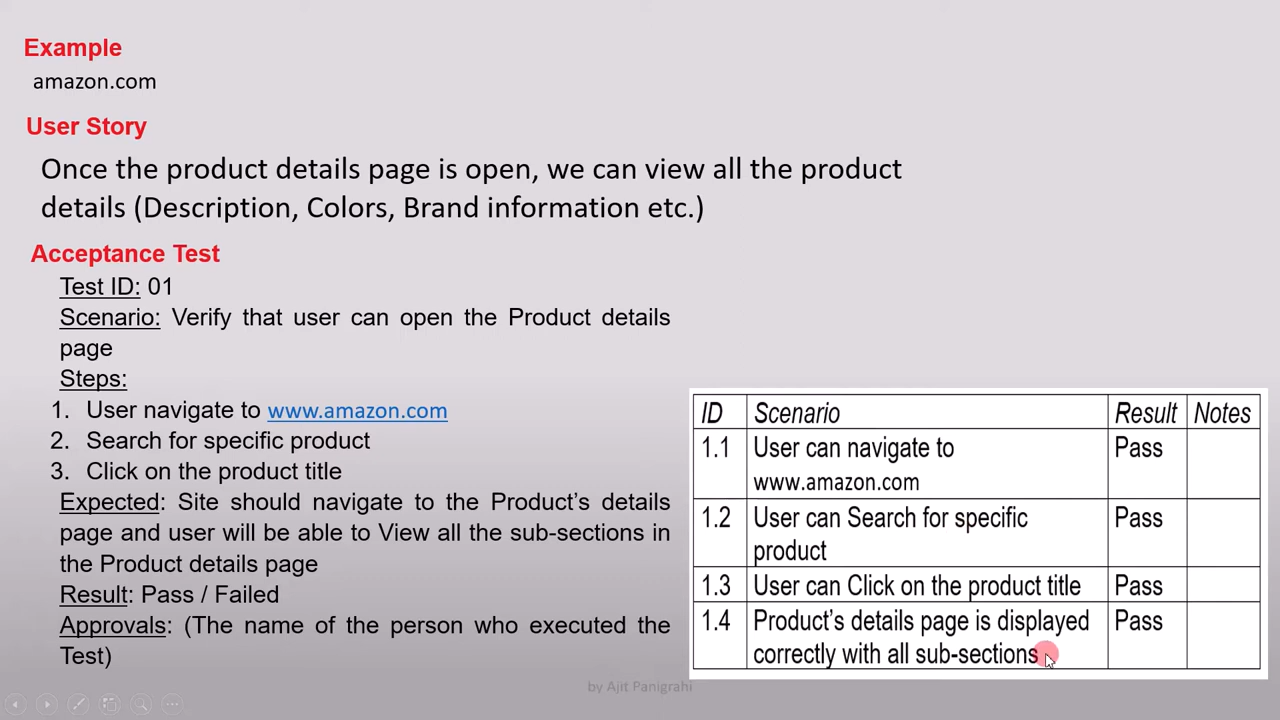 Example
amazon.com
User Story
Once the product details page is open, we can view all the product
details (Description, Colors, Brand information etc.)
Acceptance Test
Test ID: 01
Scenario: Verify that user can open the Product details
page
Steps:
1. User navigate to www.amazon.com
2. Search for specific product
3. Click on the product title
Expected: Site should navigate to the Product’s details
page and user will be able to View all the sub-sections in
the Product details page
Result: Pass / Failed
Approvals: (The name of the person who executed the
Test)
ID Scenario Result Notes
1.1 User can navigate to Pass
www.amazon.com
1.2 User can Search for specific Pass
product
1.3 User can Click on the product title Pass
1.4 Product’s details page is displayed Pass
correctly with all sub-sections
by Ajit Panigrahi